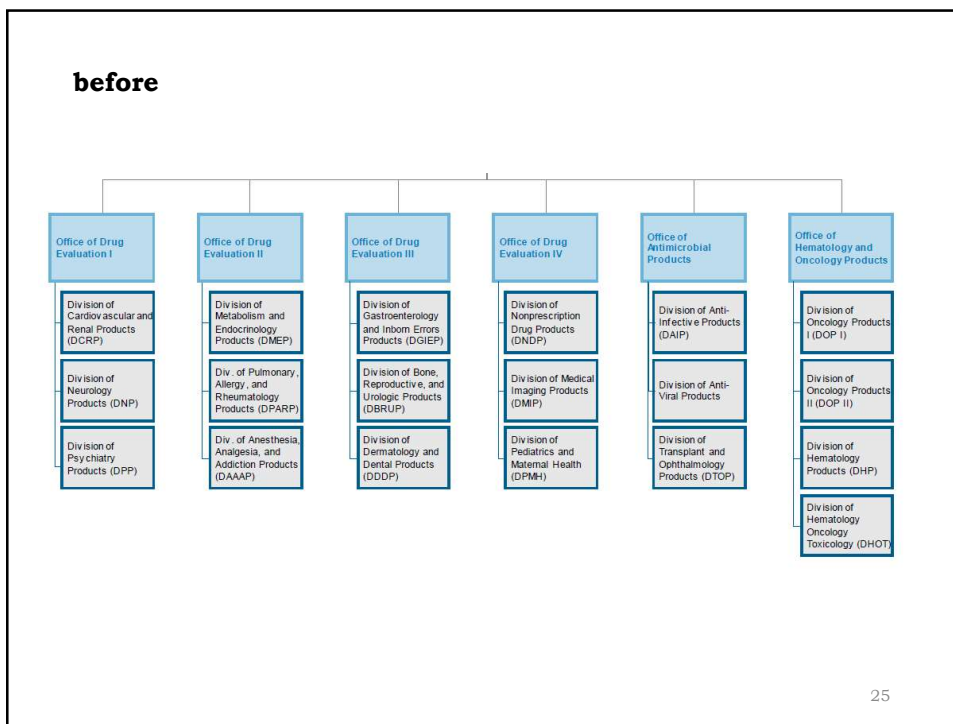 before
Office of Drug
Evaluation I
Division of
Cardiovascular and
Renal Products
(DCRP)
Division of
Neurology
Products (DNP)
Division of
Psychiatry
Products (DPP)
Office of Drug
Evaluation II
Division of
Metabolism and
Endocrinology
Products (DMEP)
Div. of Pulmonary,
Allergy, and
Rheumatology
Products (DPARP)
Div. of Anesthesia,
Analgesia, and
Addiction Products
(DAAAP)
Office of Drug
Evaluation III
Division of
Gastroenterology
and Inborn Errors
Products (DGIEP)
Division of Bone,
Reproductive, and
Urologic Products
(DBRUP)
Division of
Dermatology and
Dental Products
(DDDP)
Office of Drug
Evaluation IV
Division of
Nonprescription
Drug Products
(DNDP)
Division of Medical
Imaging Products
(DMIP)
Division of
Pediatrics and
Maternal Health
(DPMH)
Office of
Antimicrobial
Products
Division of Anti-
Infective Products
(DAIP)
Division of Anti-
Viral Products
Division of
Transplant and
Ophthalmology
Products (DTOP)
Office of
Hematology and
Oncology Products
Division of
Oncology Products
I (DOP I)
Division of
Oncology Products
II (DOP II)
Division of
Hematology
Products (DHP)
Division of
Hematology
Oncology
Toxicology (DHOT)
25